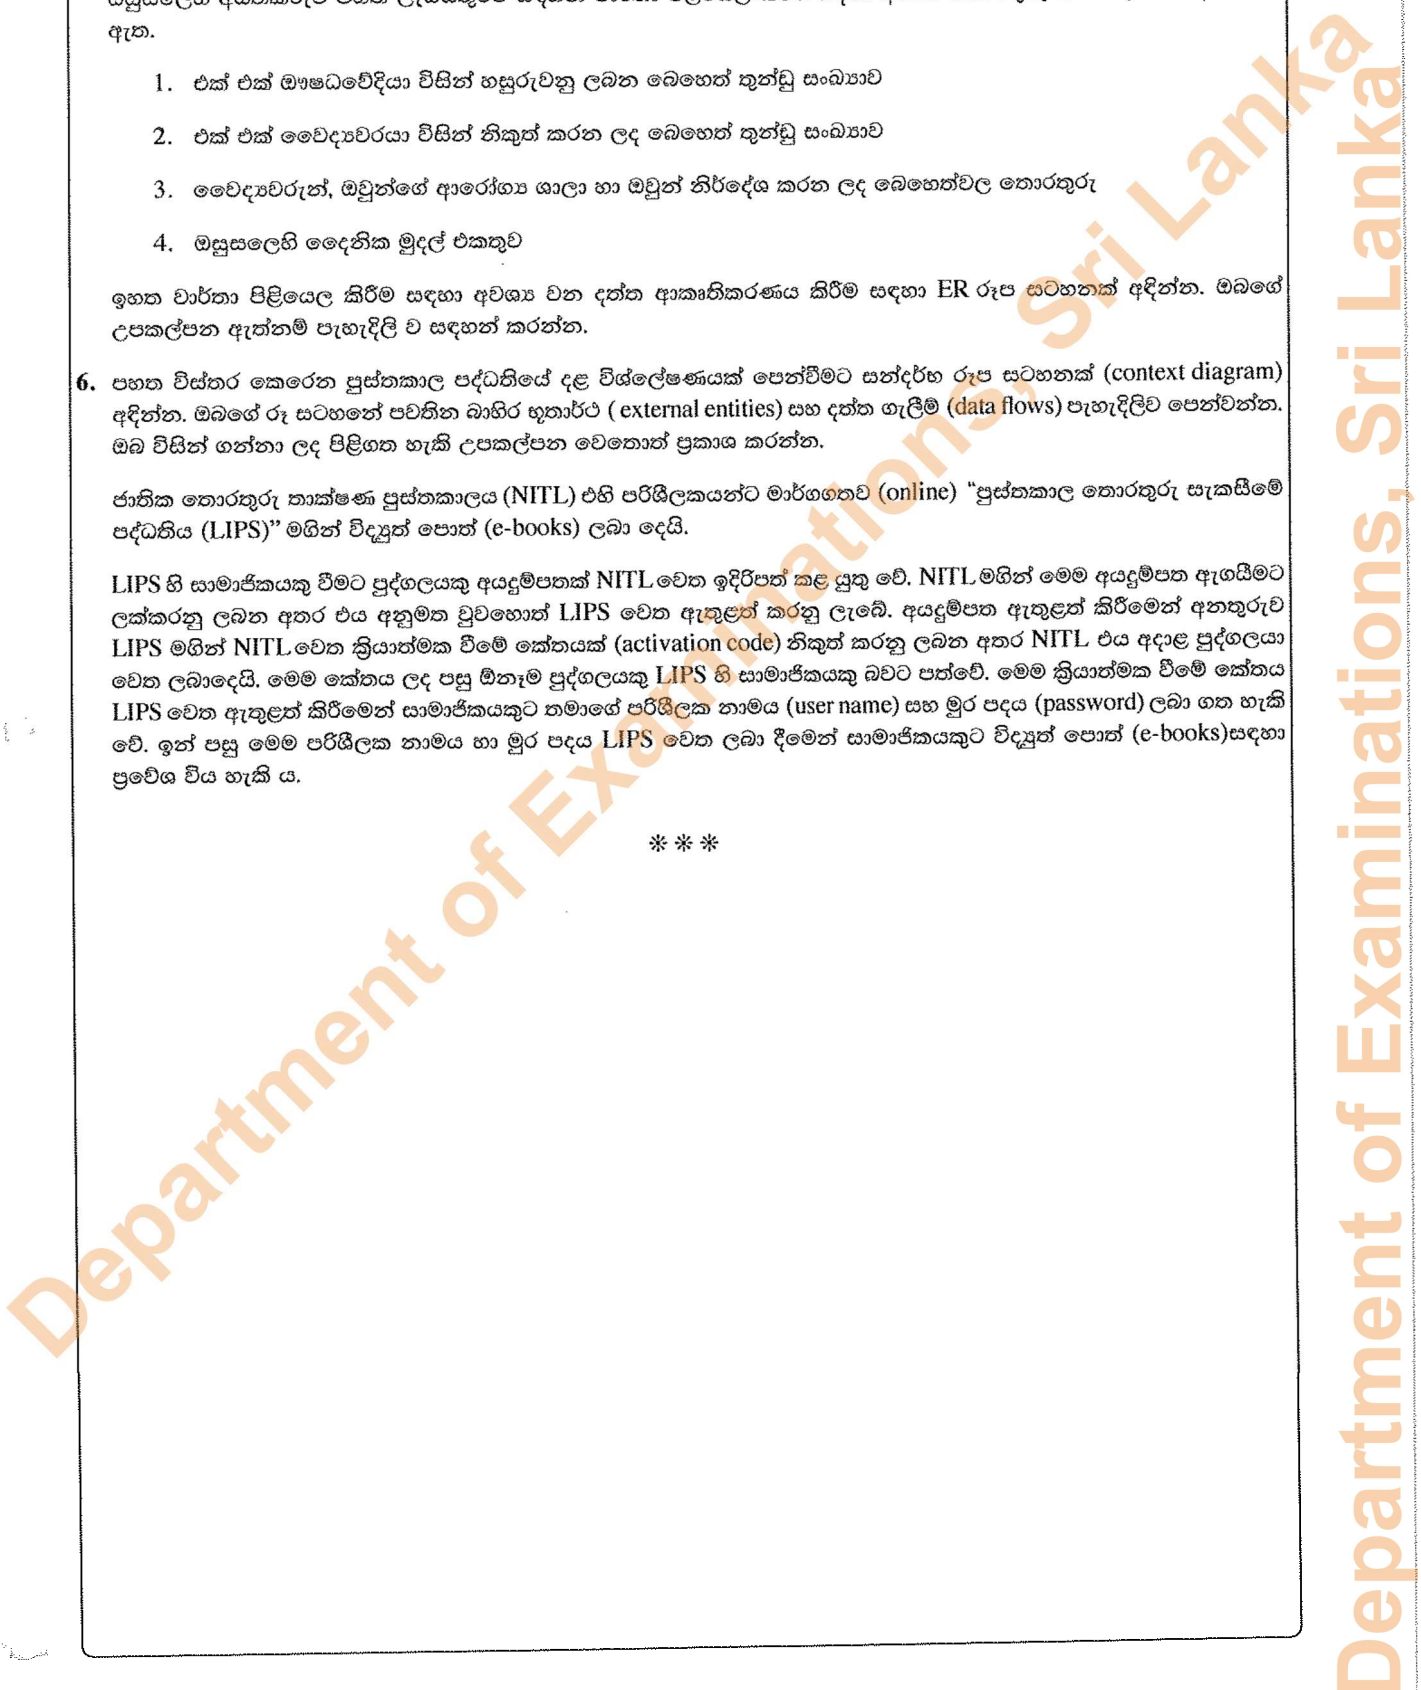 ඇත.
1. එක් එක් ඖෂධවේදියා විසින් හසුරුවනු ලබන බෙහෙත් තුන්ඩු සංඛ්‍යාව
2. එක් එක් වෛද්‍යවරයා විසින් නිකුත් කරන ලද බෙහෙත් තුන්ඩු සංඛ්‍යාව
3. වෛද්‍යවරුන්, ඔවුන්ගේ ආරෝග්‍ය ශාලා හා ඔවුන් නිර්දේශ කරන ලද බෙහෙත්වල තොරතුරු
4. ඔසුසලෙහි දෛනික මුදල් එකතුව
ඉහත වාර්තා පිළියෙල කිරීම සඳහා අවශ්‍ය වන දත්ත ආකෘතිකරණය කිරීම සඳහා ER රූප සටහනක් අඳින්න. ඔබගේ
උපකල්පන ඇත්නම් පැහැදිලි ව සඳහන් කරන්න.
6. පහත විස්තර කෙරෙන පුස්තකාල පද්ධතියේ දළ විශ්ලේෂණයක් පෙන්වීමට සන්දර්භ රූප සටහනක් (context diagram)
අඳින්න. ඔබගේ රූ සටහනේ පවතින බාහිර භූතාර්ථ ( external entities) සහ දත්ත ගැලීම් (data flows) පැහැදිලිව පෙන්වන්න.
ඔබ විසින් ගන්නා ලද පිළිගත හැකි උපකල්පන වෙතොත් ප්‍රකාශ කරන්න.
ජාතික තොරතුරු තාක්ෂණ පුස්තකාලය (NITL) එහි පරිශීලකයන්ට මාර්ගගතව (online) “පුස්තකාල තොරතුරු සැකසීමේ
පද්ධතිය (LIPS)” මගින් විද්‍යුත් පොත් (e-books) ලබා දෙයි.
LIPS හි සාමාජිකයකු වීමට පුද්ගලයකු අයදුම්පතක් NITL වෙත ඉදිරිපත් කළ යුතු වේ. NITL මගින් මෙම අයදුම්පත ඇගයීමට
ලක්කරනු ලබන අතර එය අනුමත වුවහොත් LIPS වෙත ඇතුළත් කරනු ලැබේ. අයදුම්පත ඇතුළත් කිරීමෙන් අනතුරුව
LIPS මගින් NITL වෙත ක්‍රියාත්මක වීමේ කේතයක් (activation code) නිකුත් කරනු ලබන අතර NITL එය අදාළ පුද්ගලයා
වෙත ලබාදෙයි. මෙම කේතය ලද පසු ඕනෑම පුද්ගලයකු LIPS හි සාමාජිකයකු බවට පත්වේ. මෙම ක්‍රියාත්මක වීමේ කේතය
LIPS වෙත ඇතුළත් කිරීමෙන් සාමාජිකයකුට තමාගේ පරිශීලක නාමය (user name) සහ මුර පදය (password) ලබා ගත හැකි
වේ. ඉන් පසු මෙම පරිශීලක නාමය හා මුර පදය LIPS වෙත ලබා දීමෙන් සාමාජිකයකුට විද්‍යුත් පොත් (e-books)සඳහා
ප්‍රවේශ විය හැකි ය.
❊ ❊ ❊
Department of Examinations, Sri Lanka
Department of Examinations, Sri Lanka